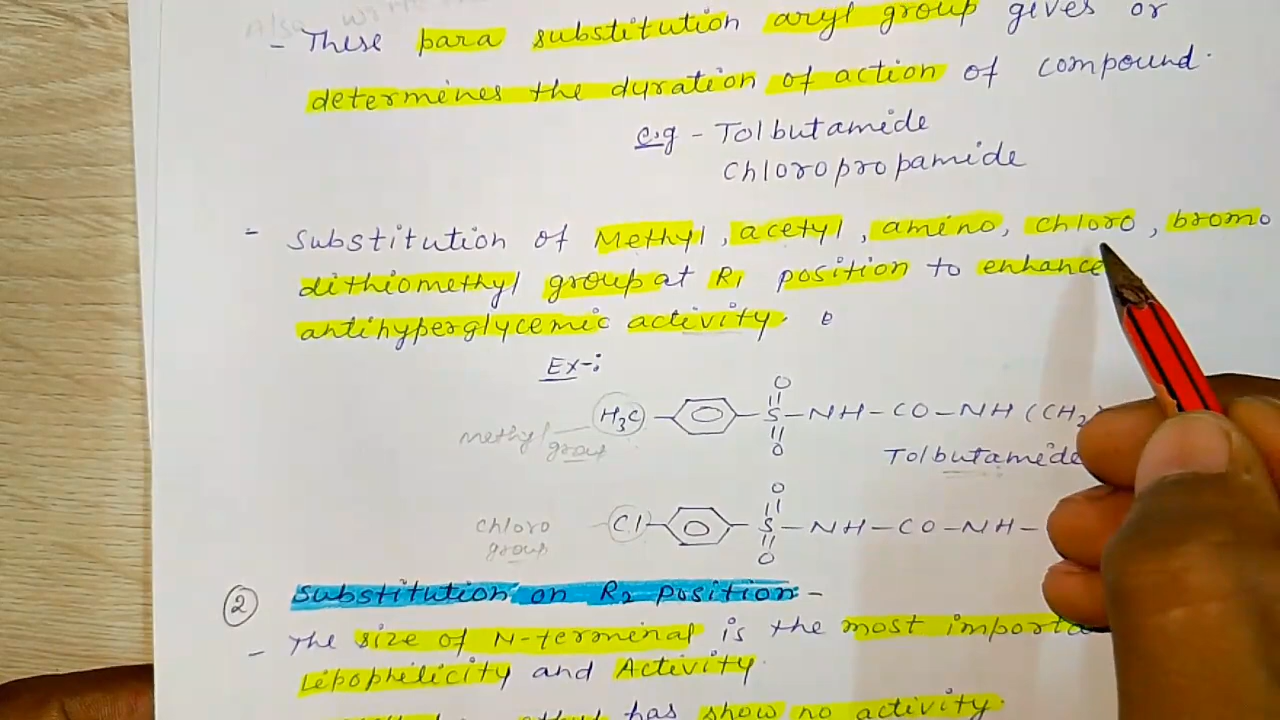 Also
- These para substitution aryl group gives or
determines the duration of action of compound.
e.g - Tolbutamide
Chloropropamide
- Substitution of Methyl, acetyl, amino, chloro, bromo
dithiomethyl group at R1 position to enhance
antihyperglycemic activity.
Ex-:
O
H3C - S - NH - CO - NH (CH2
methyl group
O
Tolbutamide
O
chloro Cl - S - NH - CO - NH -
group
O
② Substitution on R2 position -
- The size of N-terminal is the most importa
Lipophilicity and Activity.
has show no activity.